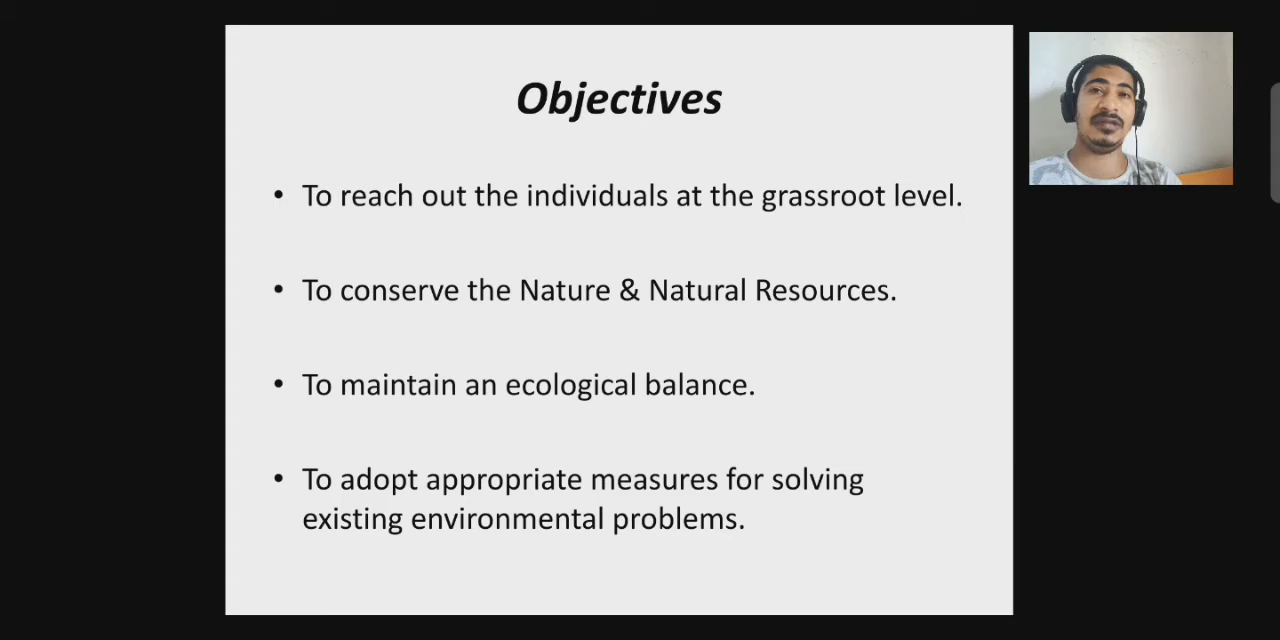 Objectives
• To reach out the individuals at the grassroot level.
• To conserve the Nature & Natural Resources.
• To maintain an ecological balance.
• To adopt appropriate measures for solving
existing environmental problems.